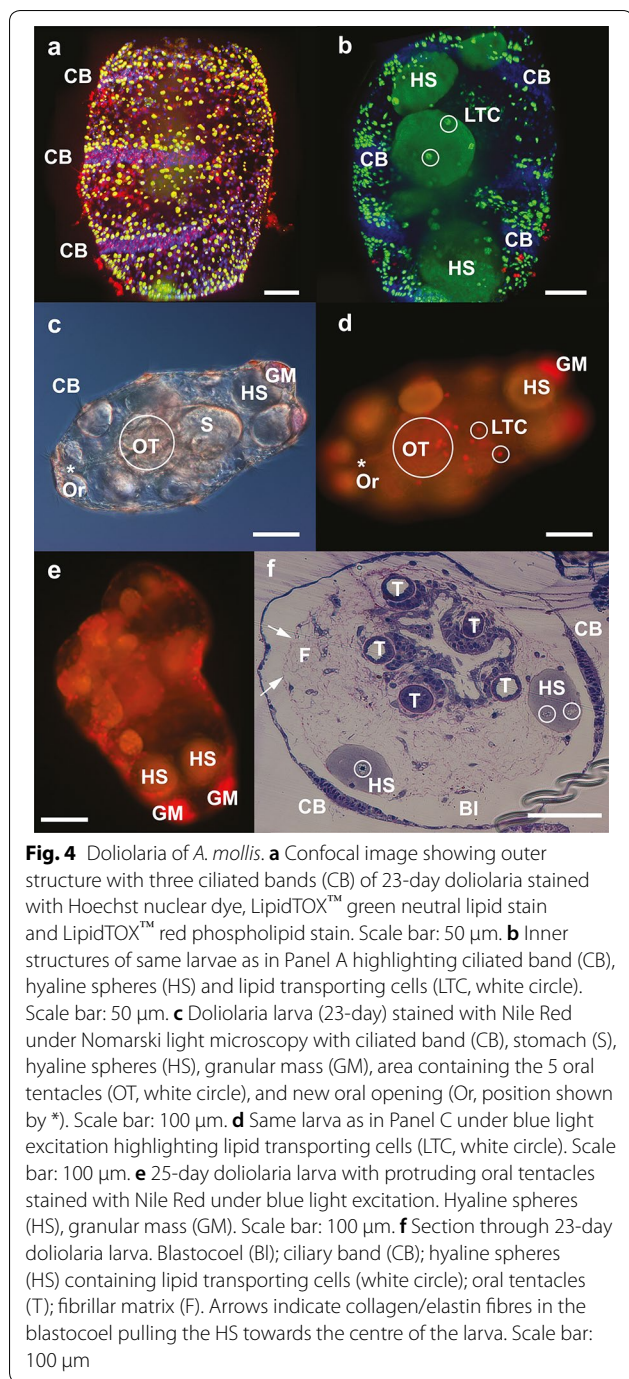 a
CB
CB
CB
b
HS
CB
LTC
CB
CB
HS
c
CB
GM
HS
S
OT
*
Or
d
GM
HS
LTC
OT
*
Or
e
HS
HS
GM
GM
f
T
CB
F
T
T
HS
T
T
HS
CB
Bl
Fig. 4 Doliolaria of A. mollis. a Confocal image showing outer
structure with three ciliated bands (CB) of 23-day doliolaria stained
with Hoechst nuclear dye, LipidTOX™ green neutral lipid stain
and LipidTOX™ red phospholipid stain. Scale bar: 50 µm. b Inner
structures of same larvae as in Panel A highlighting ciliated band (CB),
hyaline spheres (HS) and lipid transporting cells (LTC, white circle).
Scale bar: 50 µm. c Doliolaria larva (23-day) stained with Nile Red
under Nomarski light microscopy with ciliated band (CB), stomach (S),
hyaline spheres (HS), granular mass (GM), area containing the 5 oral
tentacles (OT, white circle), and new oral opening (Or, position shown
by *). Scale bar: 100 µm. d Same larva as in Panel C under blue light
excitation highlighting lipid transporting cells (LTC, white circle). Scale
bar: 100 µm. e 25-day doliolaria larva with protruding oral tentacles
stained with Nile Red under blue light excitation. Hyaline spheres
(HS), granular mass (GM). Scale bar: 100 µm. f Section through 23-day
doliolaria larva. Blastocoel (Bl); ciliary band (CB); hyaline spheres
(HS) containing lipid transporting cells (white circle); oral tentacles
(T); fibrillar matrix (F). Arrows indicate collagen/elastin fibres in the
blastocoel pulling the HS towards the centre of the larva. Scale bar:
100 µm